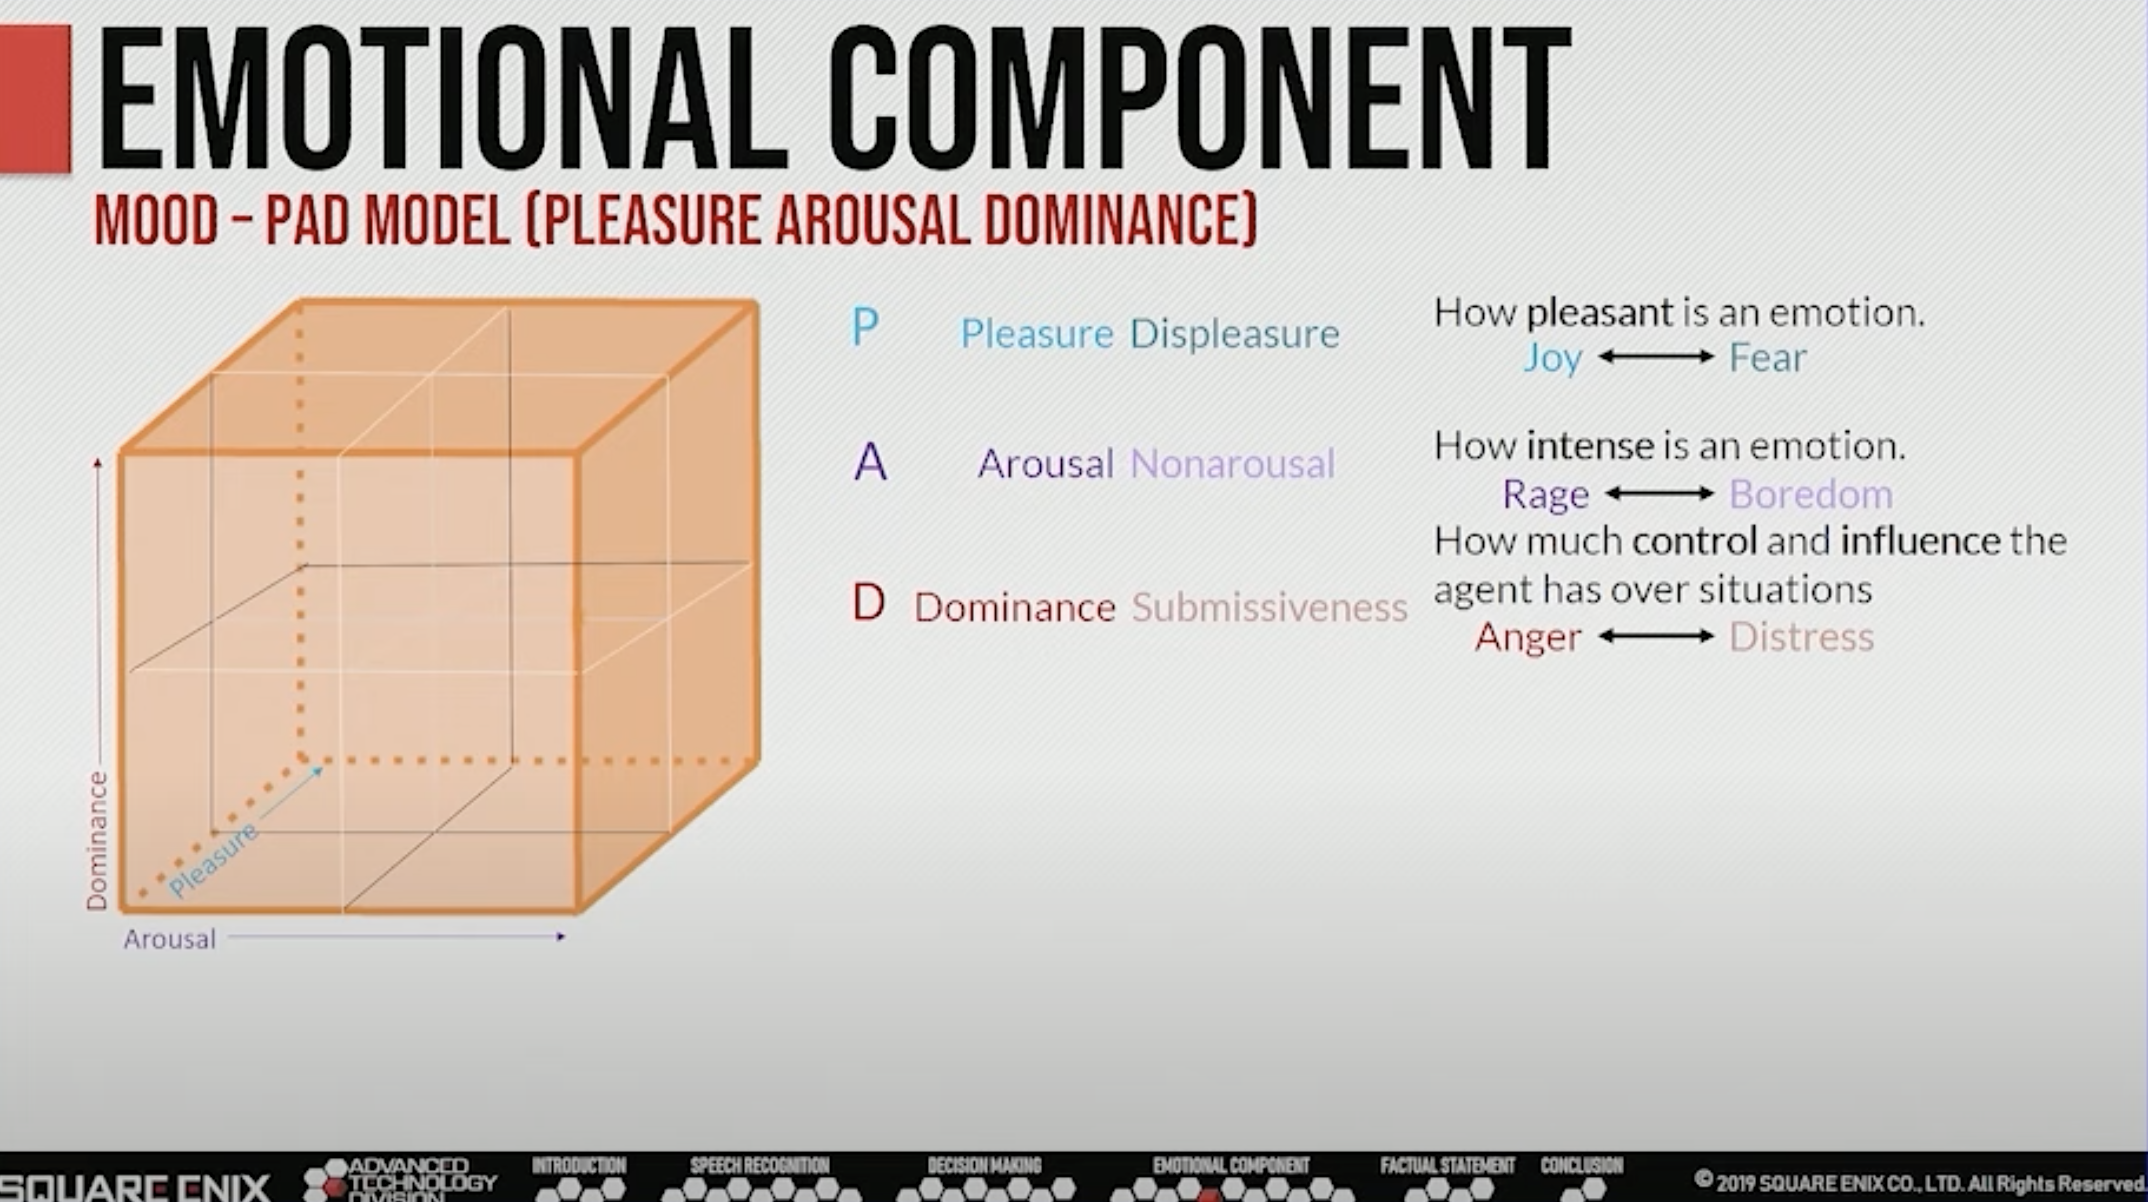 EMOTIONAL COMPONENT
MOOD – PAD MODEL (PLEASURE AROUSAL DOMINANCE)
P Pleasure Displeasure
How pleasant is an emotion.
Joy Fear
A Arousal Nonarousal
How intense is an emotion.
Rage Boredom
D Dominance Submissiveness
How much control and influence the
agent has over situations
Anger Distress
Dominance
Pleasure
Arousal
SQUARE ENIX
ADVANCED
TECHNOLOGY
DIVISION
INTRODUCTION
SPEECH RECOGNITION
DECISION MAKING
EMOTIONAL COMPONENT
FACTUAL STATEMENT
CONCLUSION
© 2019 SQUARE ENIX CO., LTD. All Rights Reserved.